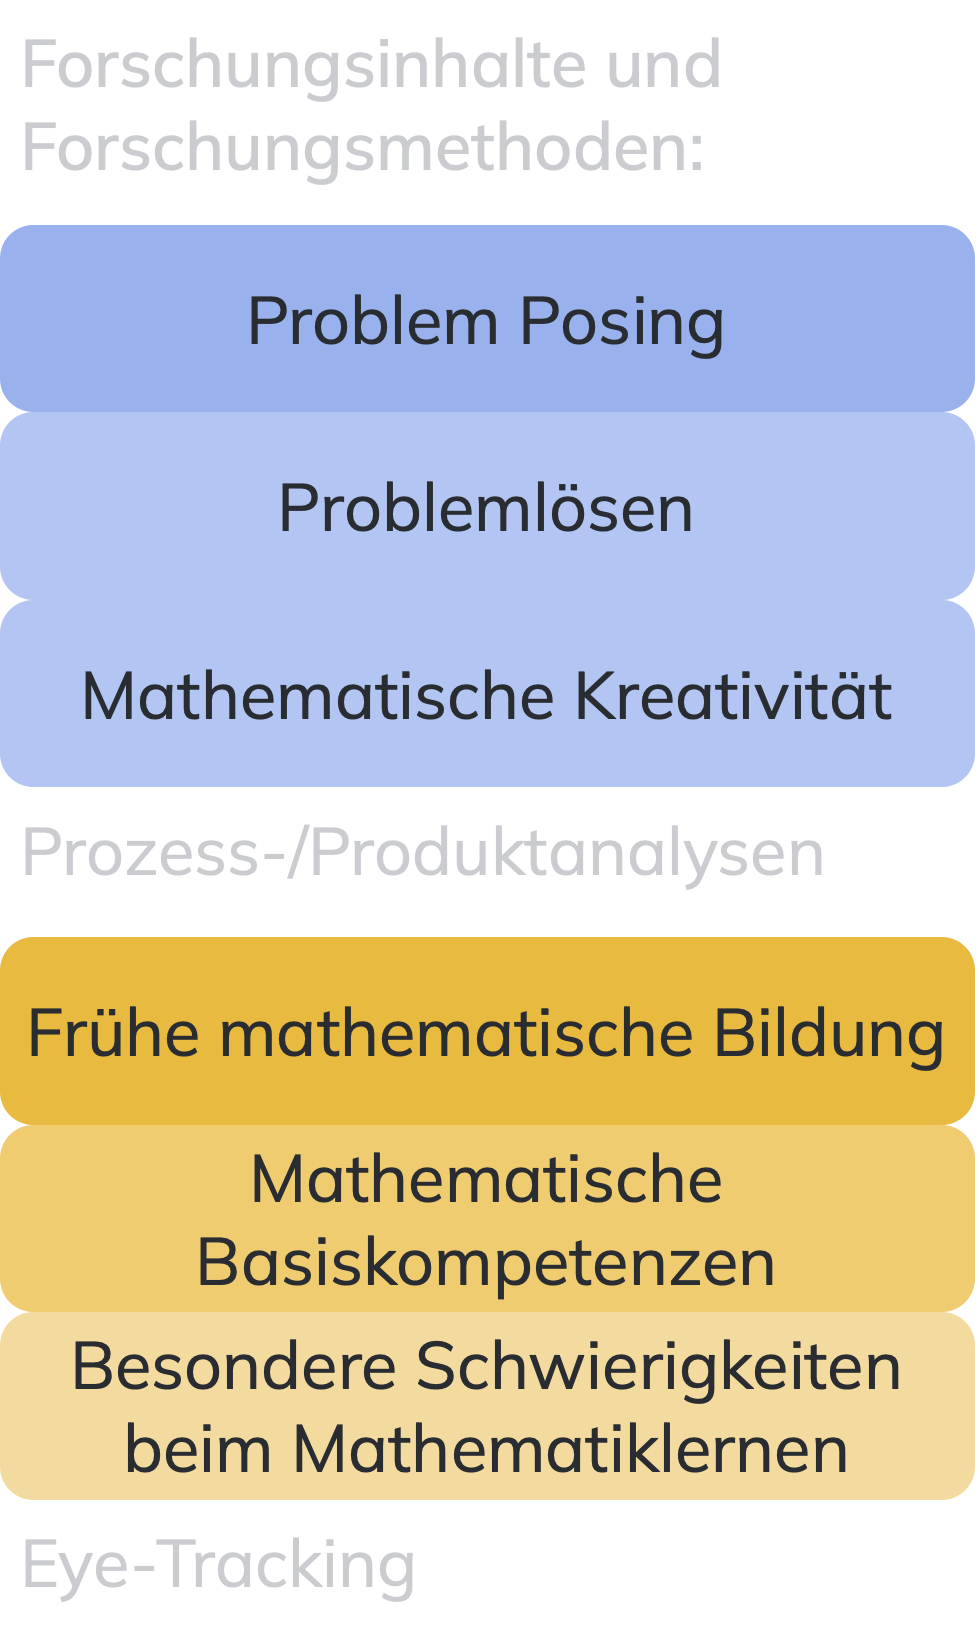 Forschungsinhalte und
Forschungsmethoden:
Problem Posing
Problemlösen
Mathematische Kreativität
Prozess-/Produktanalysen
Frühe mathematische Bildung
Mathematische
Basiskompetenzen
Besondere Schwierigkeiten
beim Mathematiklernen
Eye-Tracking